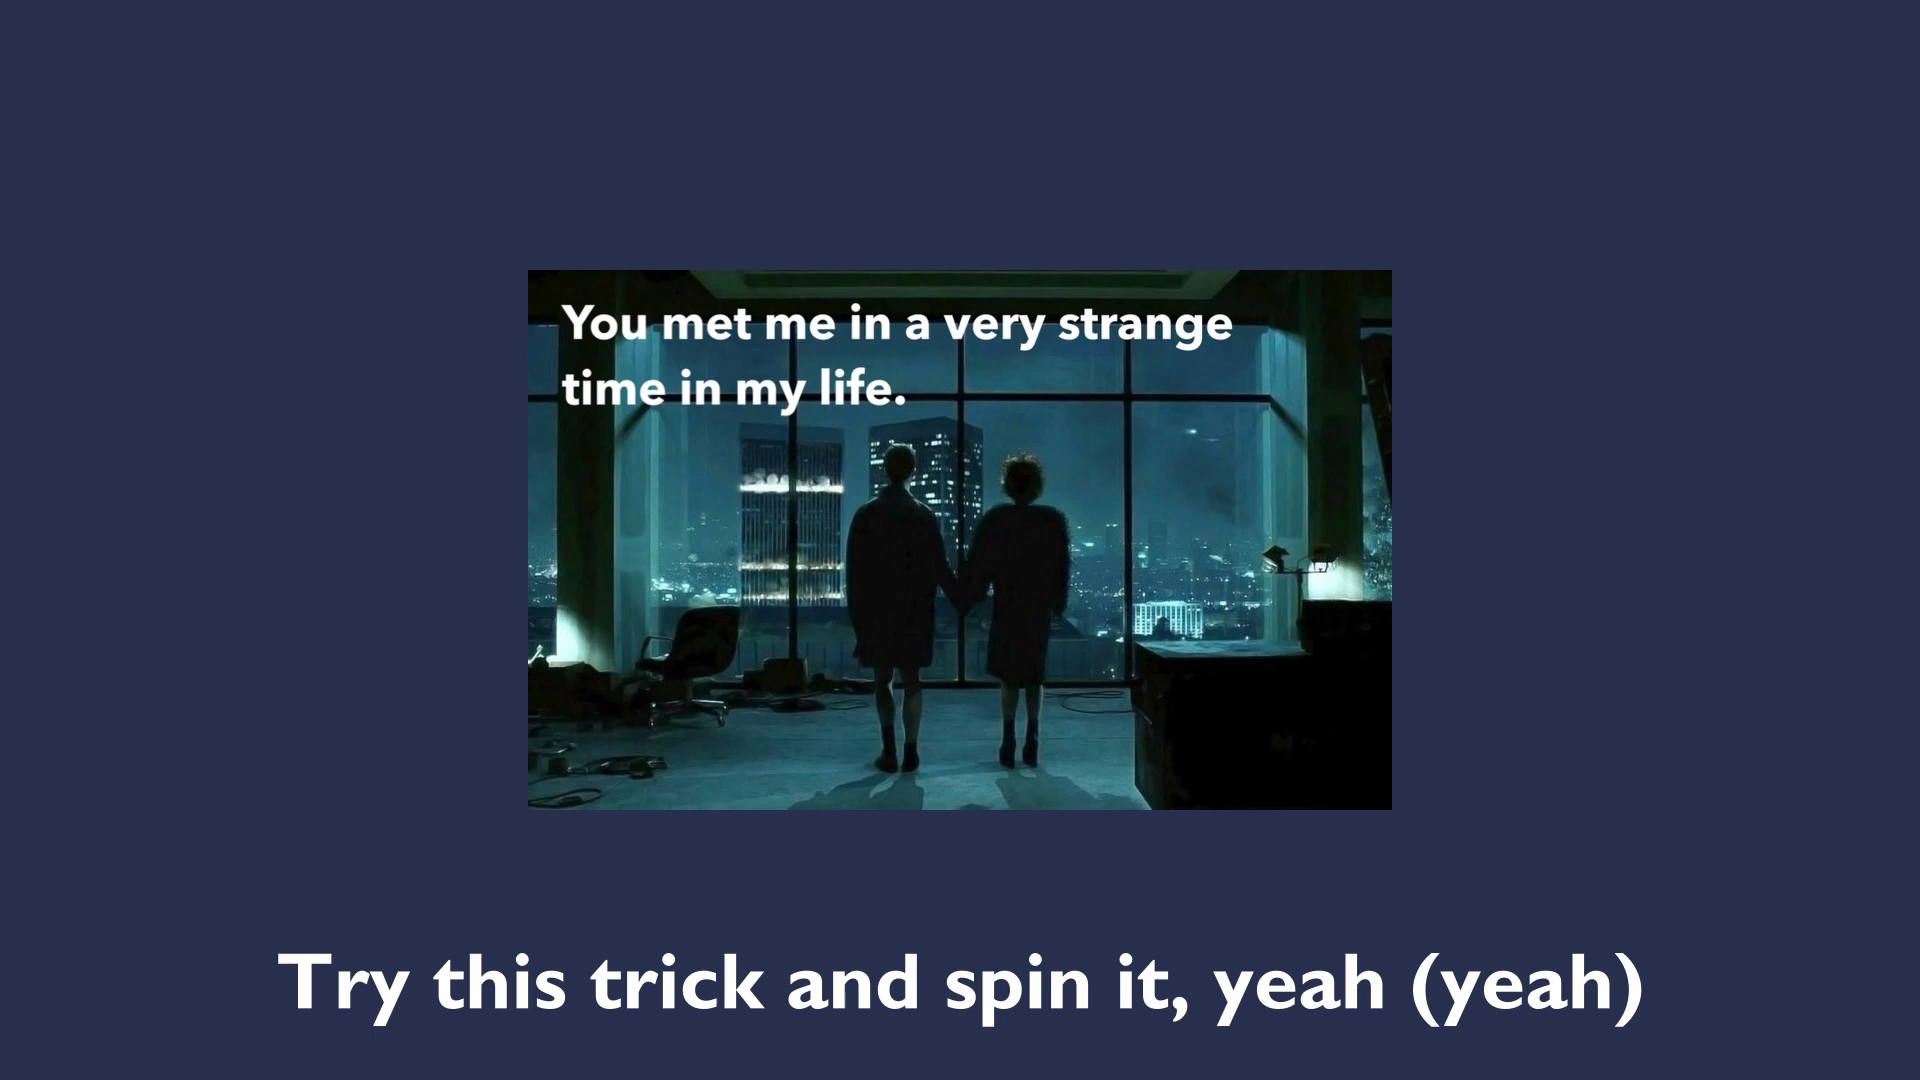 You met me in a very strange
time in my life.
Try this trick and spin it, yeah (yeah)